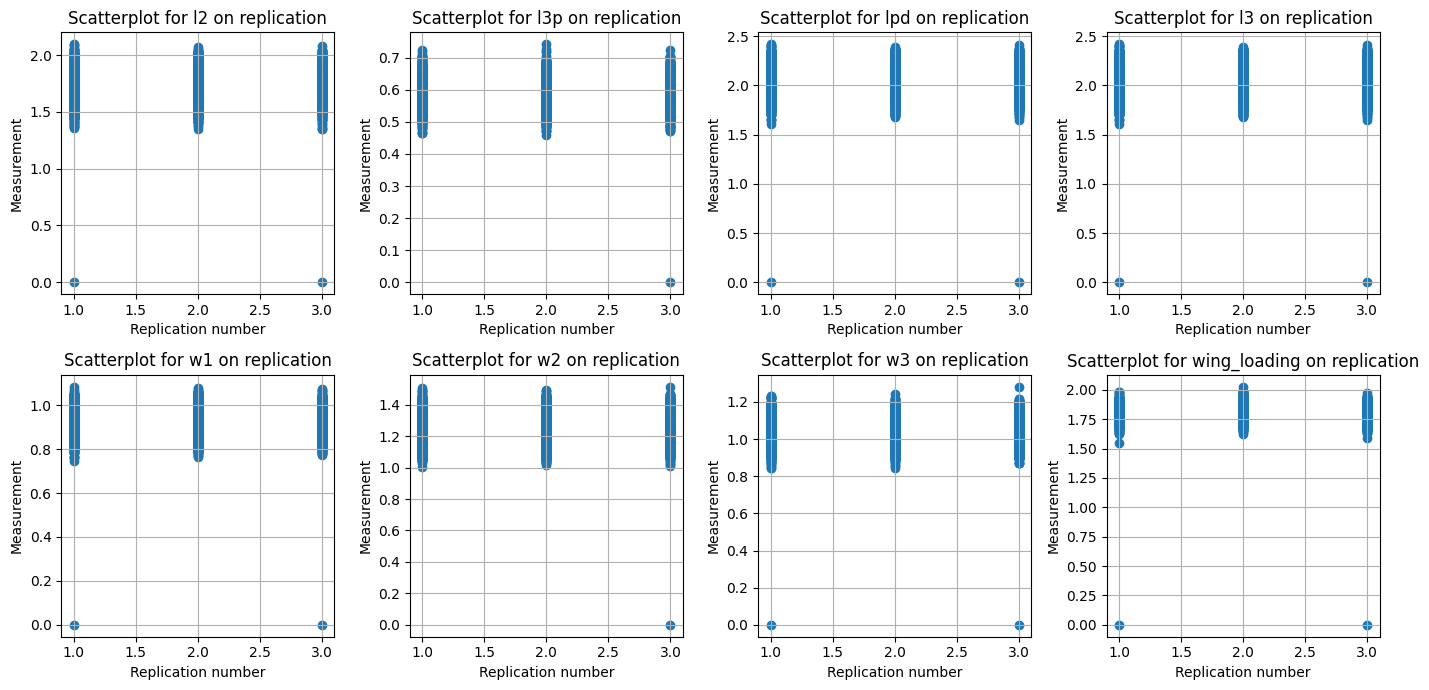 Scatterplot for l2 on replication
Measurement
2.0
1.5
1.0
0.5
0.0
1.0 1.5 2.0 2.5 3.0
Replication number
Scatterplot for l3p on replication
Measurement
0.7
0.6
0.5
0.4
0.3
0.2
0.1
0.0
1.0 1.5 2.0 2.5 3.0
Replication number
Scatterplot for lpd on replication
Measurement
2.5
2.0
1.5
1.0
0.5
0.0
1.0 1.5 2.0 2.5 3.0
Replication number
Scatterplot for l3 on replication
Measurement
2.5
2.0
1.5
1.0
0.5
0.0
1.0 1.5 2.0 2.5 3.0
Replication number
Scatterplot for w1 on replication
Measurement
1.0
0.8
0.6
0.4
0.2
0.0
1.0 1.5 2.0 2.5 3.0
Replication number
Scatterplot for w2 on replication
Measurement
1.4
1.2
1.0
0.8
0.6
0.4
0.2
0.0
1.0 1.5 2.0 2.5 3.0
Replication number
Scatterplot for w3 on replication
Measurement
1.2
1.0
0.8
0.6
0.4
0.2
0.0
1.0 1.5 2.0 2.5 3.0
Replication number
Scatterplot for wing_loading on replication
Measurement
2.00
1.75
1.50
1.25
1.00
0.75
0.50
0.25
0.00
1.0 1.5 2.0 2.5 3.0
Replication number